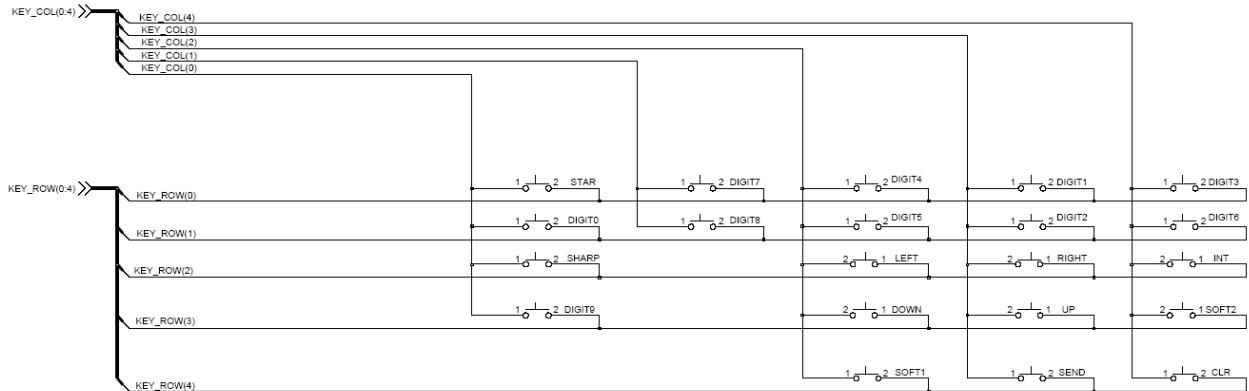 KEY_COL(0:4)
KEY_COL(4)
KEY_COL(3)
KEY_COL(2)
KEY_COL(1)
KEY_COL(0)
KEY_ROW(0:4)
1 2 STAR 1 2 DIGIT7 1 2 DIGIT4 1 2 DIGIT1 1 2 DIGIT3
KEY_ROW(0)
1 2 DIGIT0 1 2 DIGIT8 1 2 DIGIT5 1 2 DIGIT2 1 2 DIGIT6
KEY_ROW(1)
1 2 SHARP 2 1 LEFT 2 1 RIGHT 2 1 INT
KEY_ROW(2)
1 2 DIGIT9 2 1 DOWN 2 1 UP 2 1 SOFT2
KEY_ROW(3)
1 2 SOFT1 1 2 SEND 1 2 CLR
KEY_ROW(4)